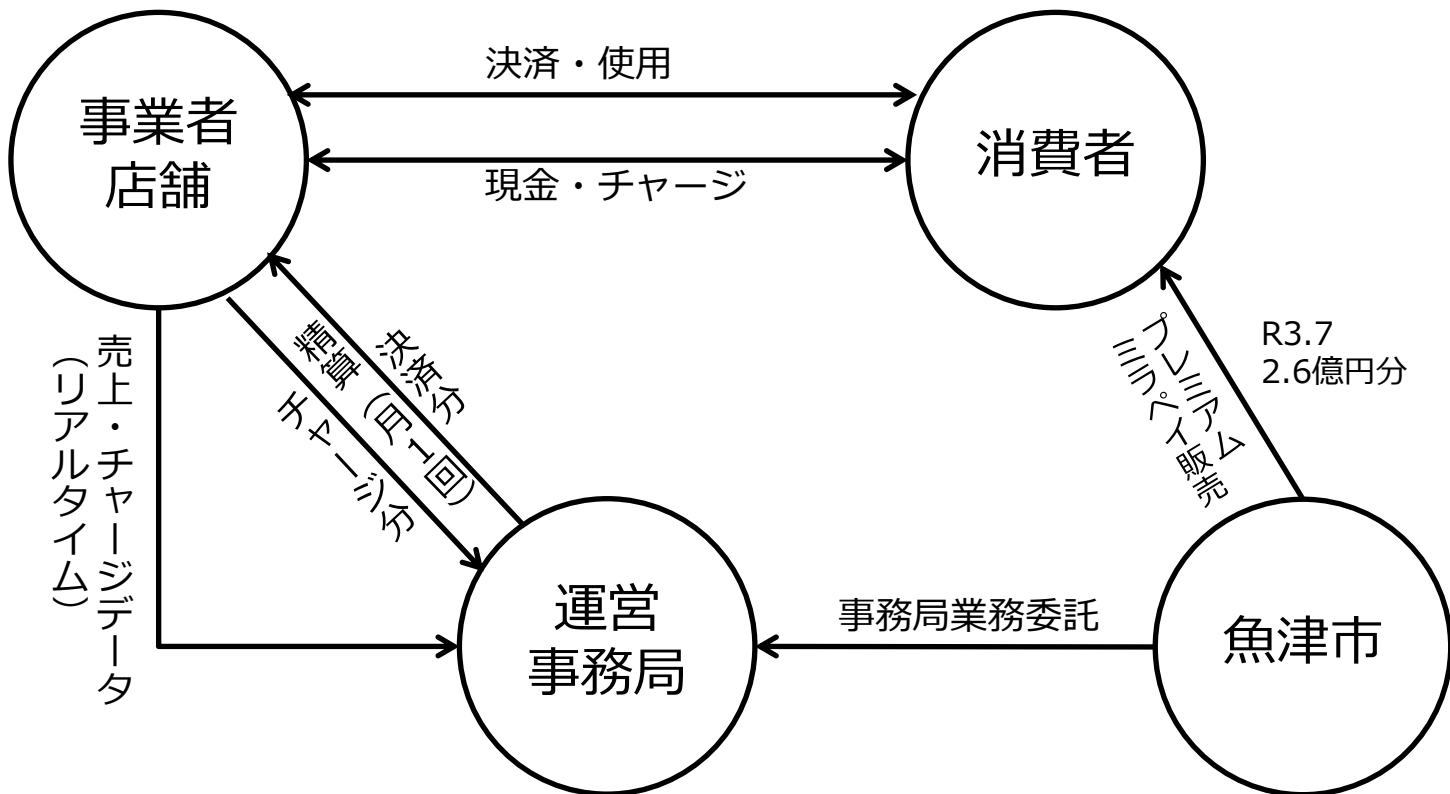 決済・使用
事業者
店舗
消費者
現金・チャージ
R3.7
2.6億円分
プレミアム
ミラペイ販売
決済分
精算(月1回)
チャージ分
売上・チャージデータ
(リアルタイム)
運営
事務局
事務局業務委託
魚津市